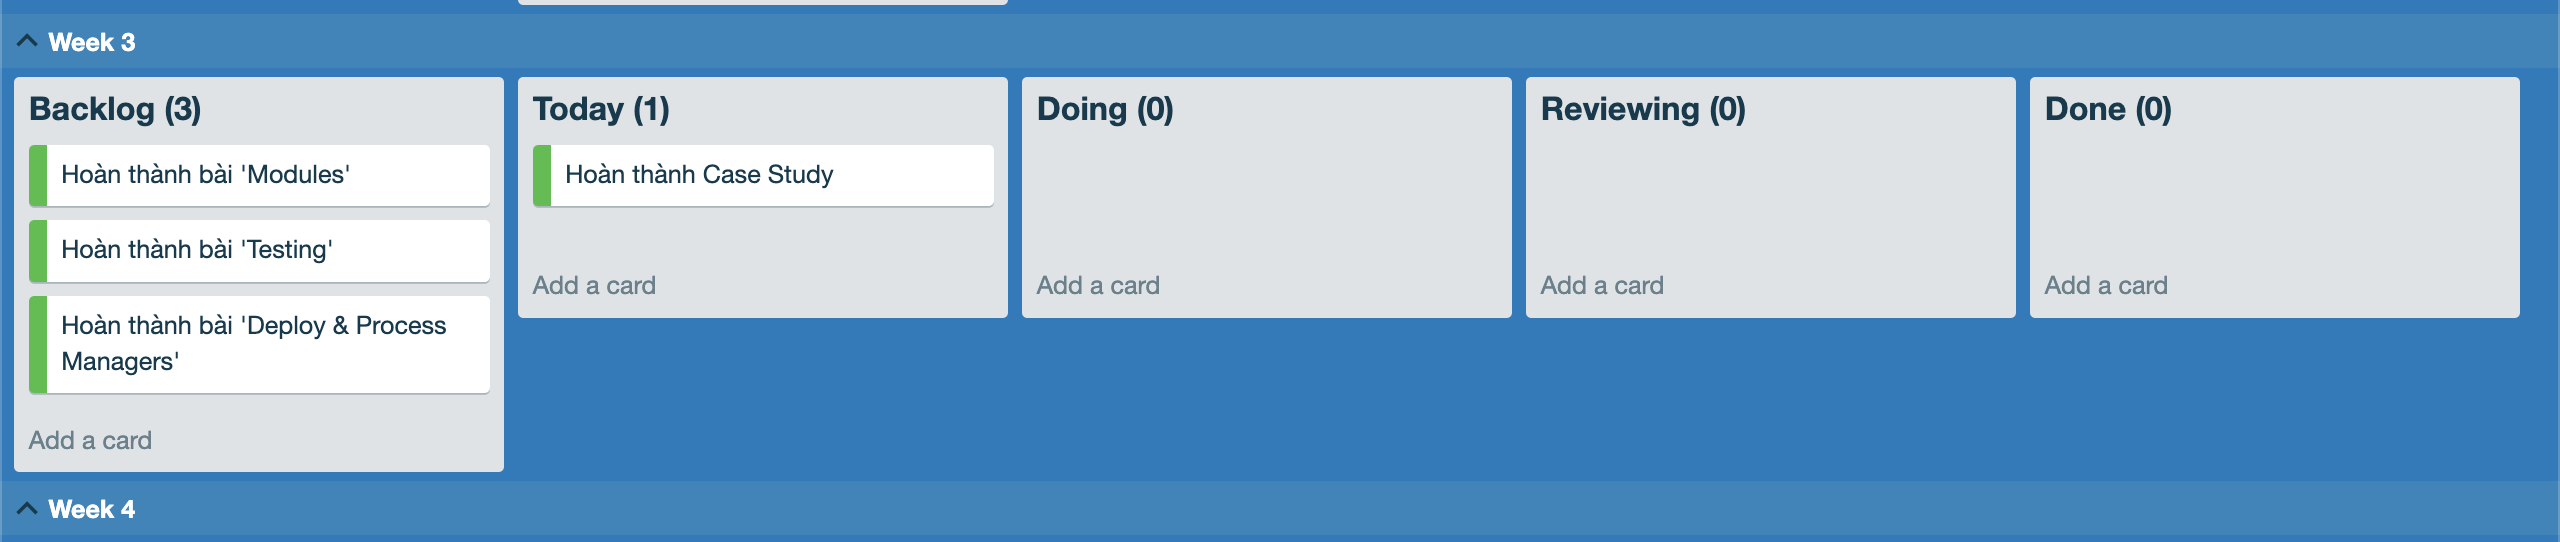 Week 3
Backlog (3)
Hoàn thành bài 'Modules'
Hoàn thành bài 'Testing'
Hoàn thành bài 'Deploy & Process
Managers'
Add a card
Today (1)
Hoàn thành Case Study
Add a card
Doing (0)
Add a card
Reviewing (0)
Add a card
Done (0)
Add a card
Week 4